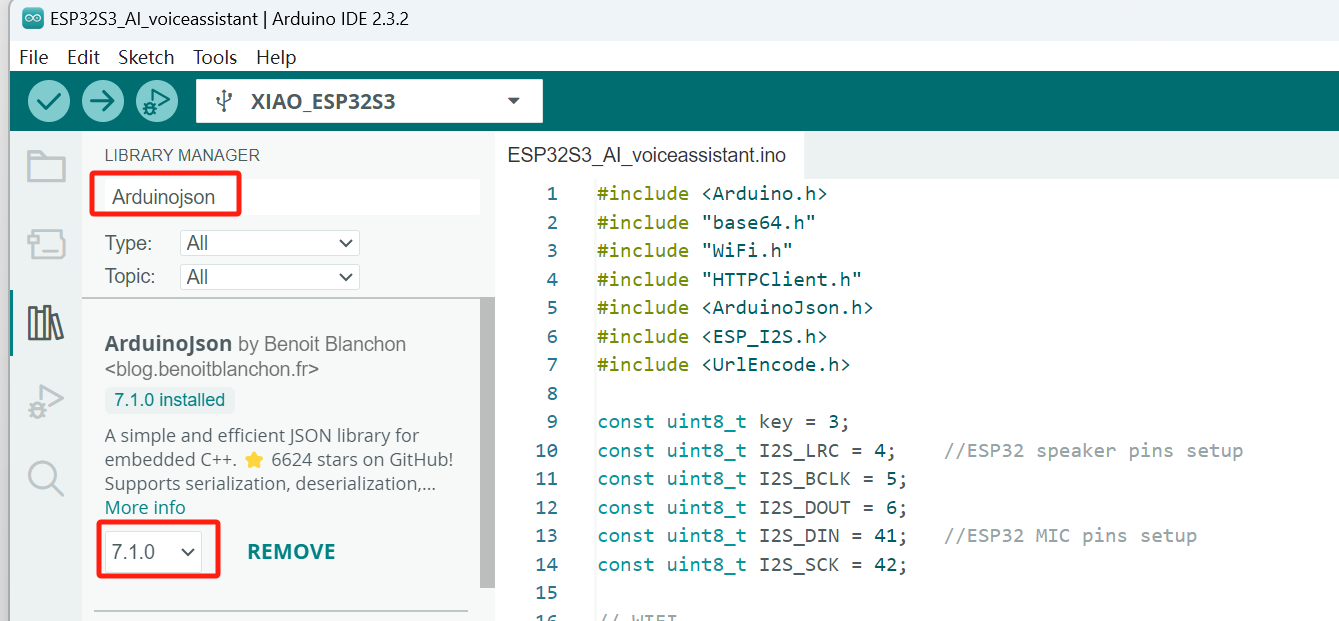 ESP32S3_AI_voiceassistant | Arduino IDE 2.3.2
File Edit Sketch Tools Help
XIAO_ESP32S3
LIBRARY MANAGER
Arduinojson
Type: All
Topic: All
ArduinoJson by Benoit Blanchon
<blog.benoitblanchon.fr>
7.1.0 installed
A simple and efficient JSON library for
embedded C++. ⭐ 6624 stars on GitHub!
Supports serialization, deserialization,...
More info
7.1.0 REMOVE
ESP32S3_AI_voiceassistant.ino
1 #include <Arduino.h>
2 #include "base64.h"
3 #include "WiFi.h"
4 #include "HTTPClient.h"
5 #include <ArduinoJson.h>
6 #include <ESP_I2S.h>
7 #include <UrlEncode.h>
8
9 const uint8_t key = 3;
10 const uint8_t I2S_LRC = 4; //ESP32 speaker pins setup
11 const uint8_t I2S_BCLK = 5;
12 const uint8_t I2S_DOUT = 6;
13 const uint8_t I2S_DIN = 41; //ESP32 MIC pins setup
14 const uint8_t I2S_SCK = 42;
15
16 // WIFI